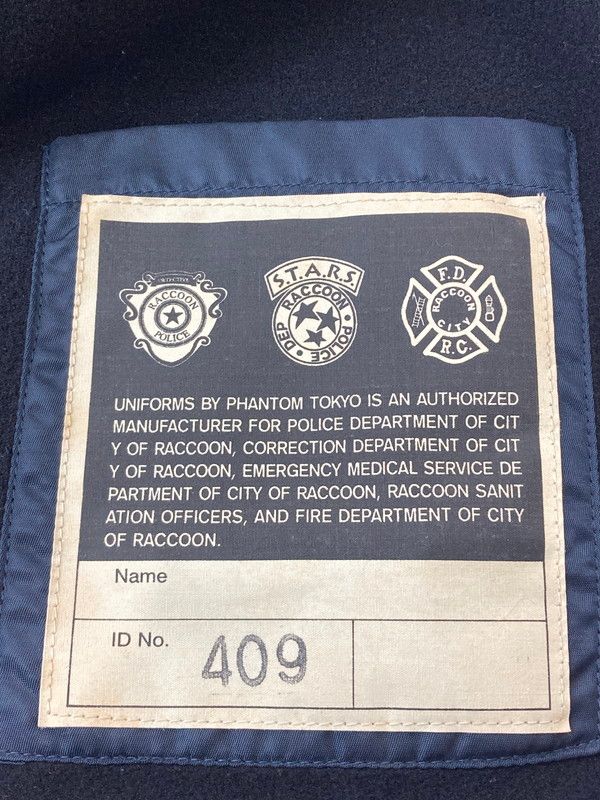 DETECTIVE
RACCOON
POLICE
S.T.A.R.S.
RACCOON
POLICE
DEP
F.D.
RACCOON
CITY
R.C.
UNIFORMS BY PHANTOM TOKYO IS AN AUTHORIZED
MANUFACTURER FOR POLICE DEPARTMENT OF CIT
Y OF RACCOON, CORRECTION DEPARTMENT OF CIT
Y OF RACCOON, EMERGENCY MEDICAL SERVICE DE
PARTMENT OF CITY OF RACCOON, RACCOON SANIT
ATION OFFICERS, AND FIRE DEPARTMENT OF CITY
OF RACCOON.
Name
ID No. 409